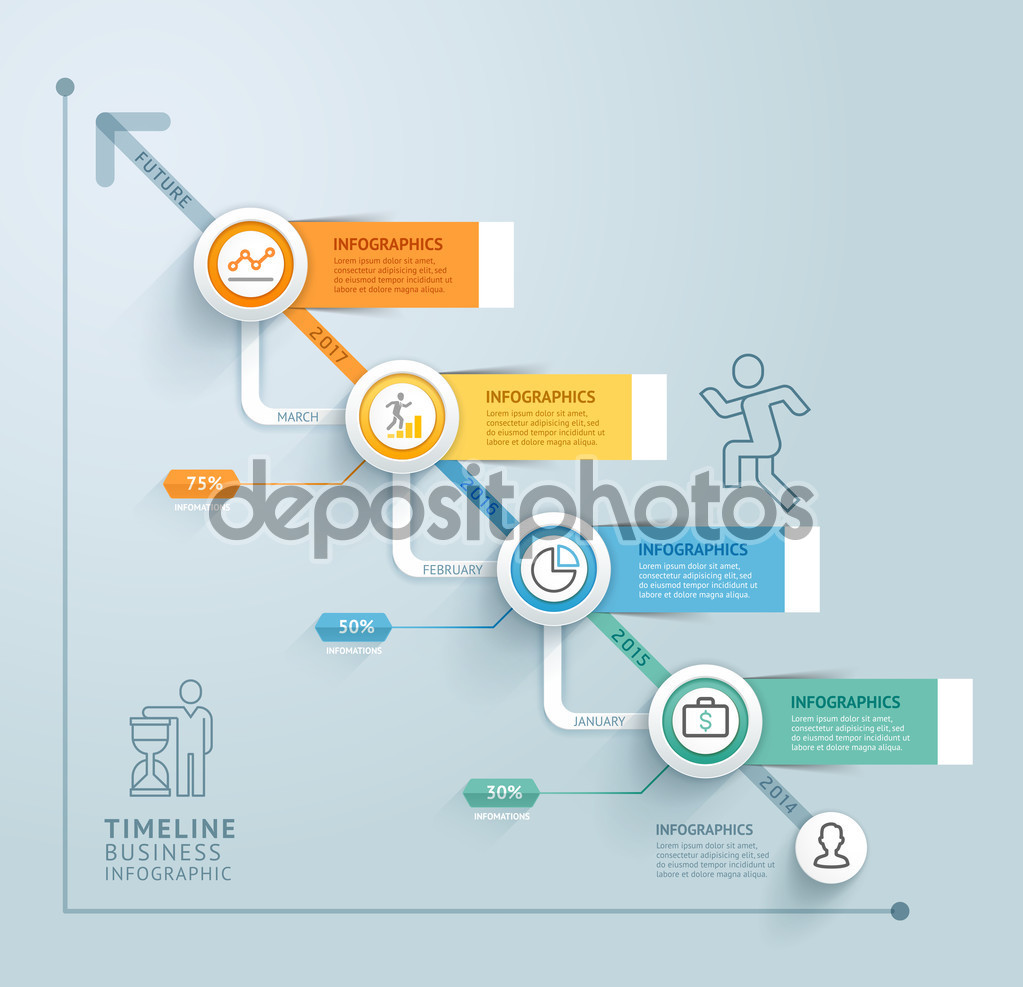 FUTURE
INFOGRAPHICS
Lorem ipsum dolor sit amet,
consectetur adipisicing elit, sed
do eiusmod tempor incididunt ut
labore et dolore magna aliqua.
2017
MARCH
INFOGRAPHICS
Lorem ipsum dolor sit amet,
consectetur adipisicing elit, sed
do eiusmod tempor incididunt ut
labore et dolore magna aliqua.
75%
INFOMATIONS
depositphotos
2016
FEBRUARY
INFOGRAPHICS
Lorem ipsum dolor sit amet,
consectetur adipisicing elit, sed
do eiusmod tempor incididunt ut
labore et dolore magna aliqua.
50%
INFOMATIONS
2015
JANUARY
INFOGRAPHICS
Lorem ipsum dolor sit amet,
consectetur adipisicing elit, sed
do eiusmod tempor incididunt ut
labore et dolore magna aliqua.
$
30%
INFOMATIONS
2014
INFOGRAPHICS
Lorem ipsum dolor sit amet,
consectetur adipisicing elit, sed
do eiusmod tempor incididunt ut
labore et dolore magna aliqua.
TIMELINE
BUSINESS
INFOGRAPHIC